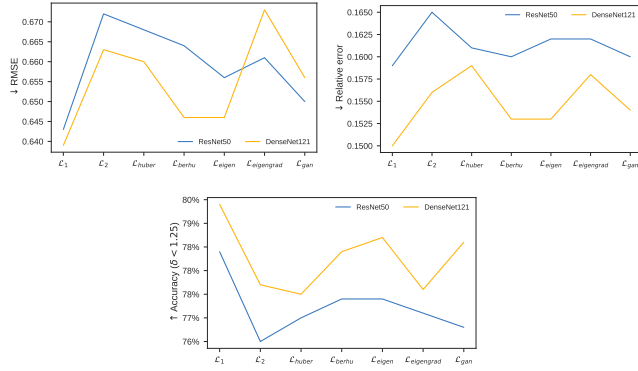 0.670
0.665
0.660
0.655
0.650
0.645
0.640
↓ RMSE
ResNet50 DenseNet121
ℒ1 ℒ2 ℒhuber ℒberhu ℒeigen ℒeigengrad ℒgan
0.1650
0.1625
0.1600
0.1575
0.1550
0.1525
0.1500
↓ Relative error
ResNet50 DenseNet121
ℒ1 ℒ2 ℒhuber ℒberhu ℒeigen ℒeigengrad ℒgan
80%
79%
78%
78%
77%
76%
↑ Accuracy (δ < 1.25)
ResNet50 DenseNet121
ℒ1 ℒ2 ℒhuber ℒberhu ℒeigen ℒeigengrad ℒgan